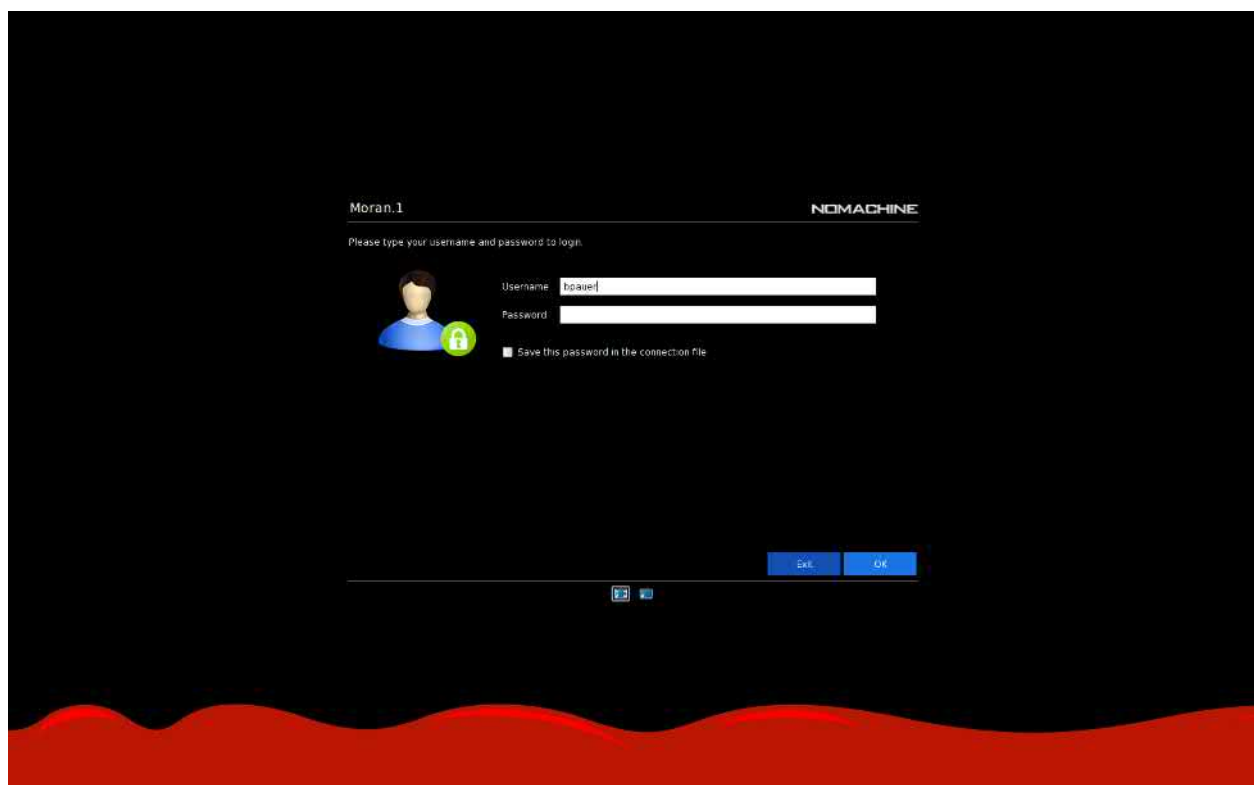 Moran.1
NOMACHINE
Please type your username and password to login.
Username bpauer
Password
Save this password in the connection file
Exit
OK